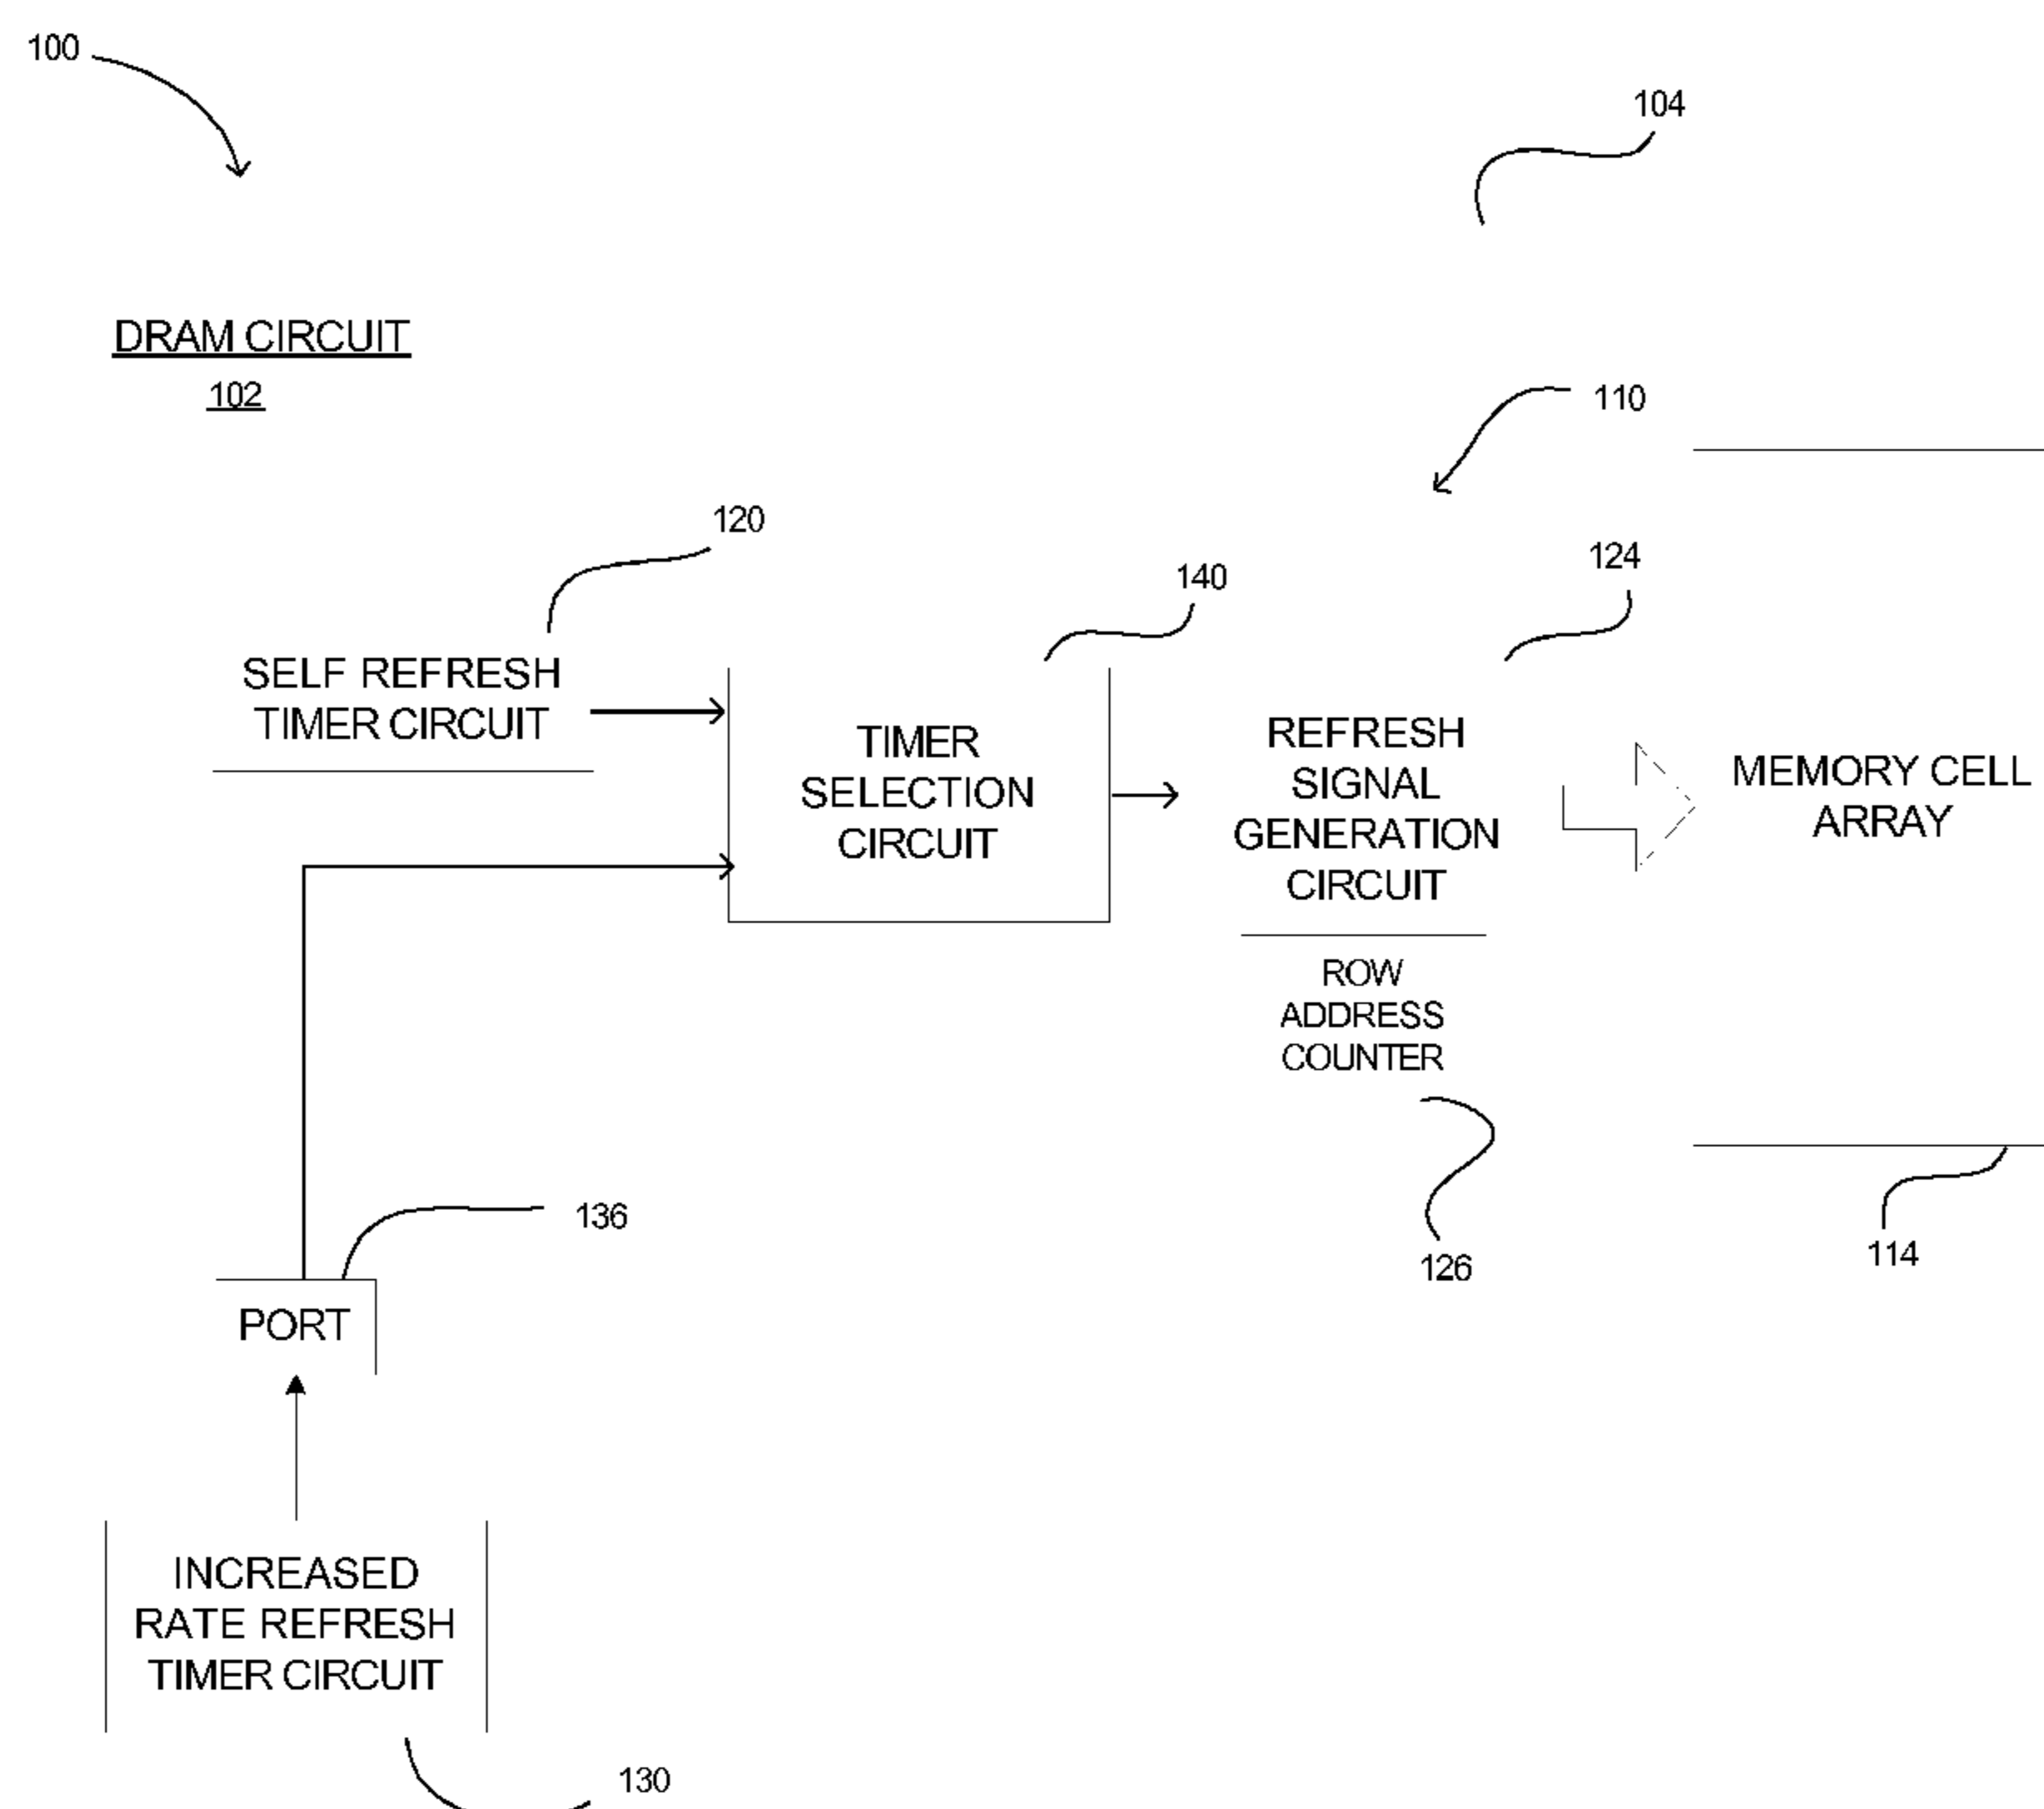 100
104
DRAM CIRCUIT
102
110
120
140
124
SELF REFRESH
TIMER CIRCUIT
TIMER
SELECTION
CIRCUIT
REFRESH
SIGNAL
GENERATION
CIRCUIT
MEMORY CELL
ARRAY
ROW
ADDRESS
COUNTER
136
126
114
PORT
INCREASED
RATE REFRESH
TIMER CIRCUIT
130